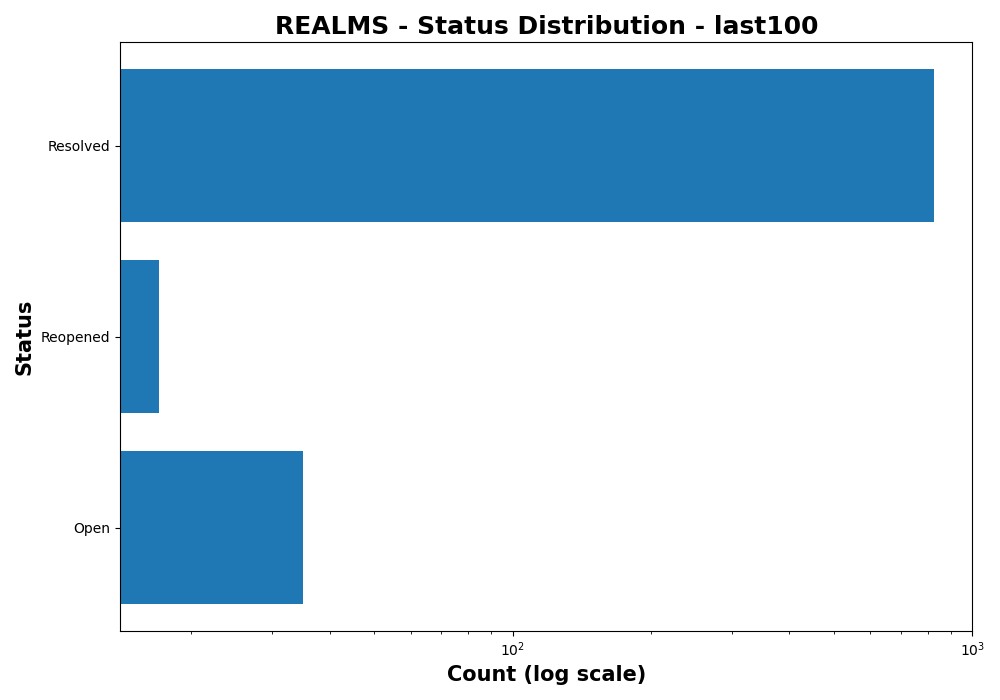 REALMS - Status Distribution - last100
Resolved
Reopened
Open
Status
10²
10³
Count (log scale)